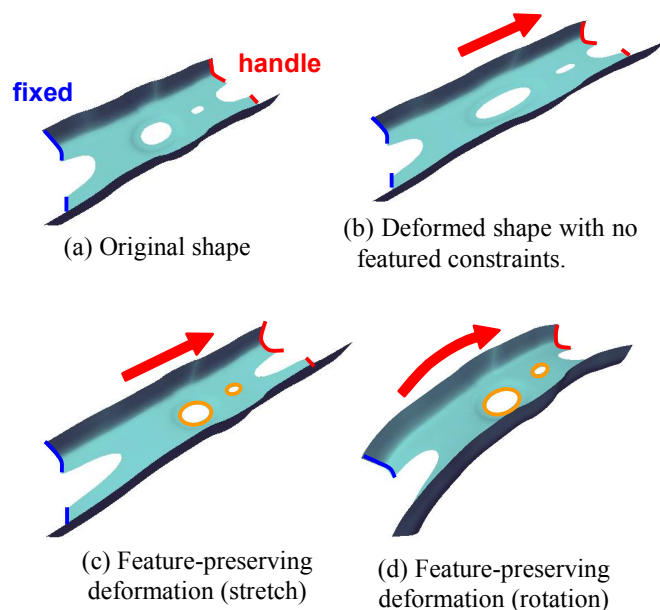 handle
fixed
(a) Original shape
(b) Deformed shape with no
featured constraints.
(c) Feature-preserving
deformation (stretch)
(d) Feature-preserving
deformation (rotation)